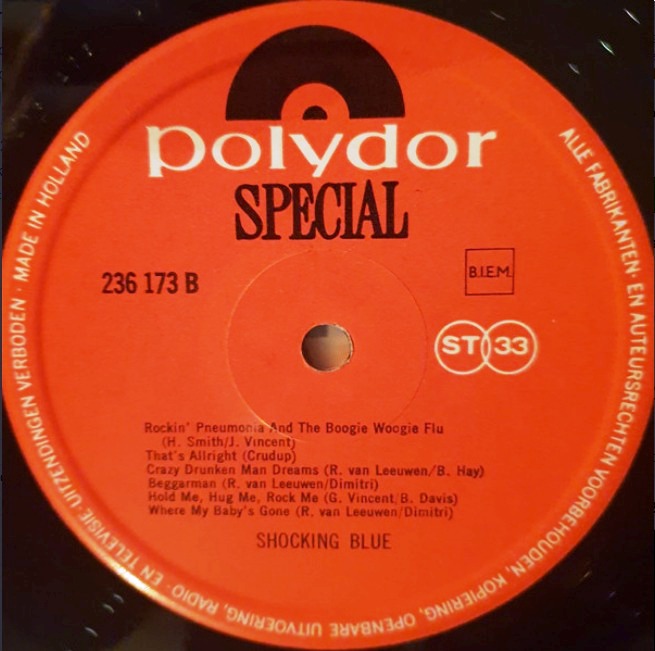 polydor
SPECIAL
236 173 B
B.I.E.M.
ST 33
Rockin' Pneumonia And The Boogie Woogie Flu
(H. Smith/J. Vincent)
That's Allright (Crudup)
Crazy Drunken Man Dreams (R. van Leeuwen/B. Hay)
Beggarman (R. van Leeuwen/Dimitri)
Hold Me, Hug Me, Rock Me (G. Vincent/B. Davis)
Where My Baby's Gone (R. van Leeuwen/Dimitri)
SHOCKING BLUE
ALLE FABRIKANTEN- EN AUTEURSRECHTEN VOORBEHOUDEN, KOPIERING, OPENBARE UITVOERING, RADIO- EN TELEVISIE-UITZENDINGEN VERBODEN · MADE IN HOLLAND